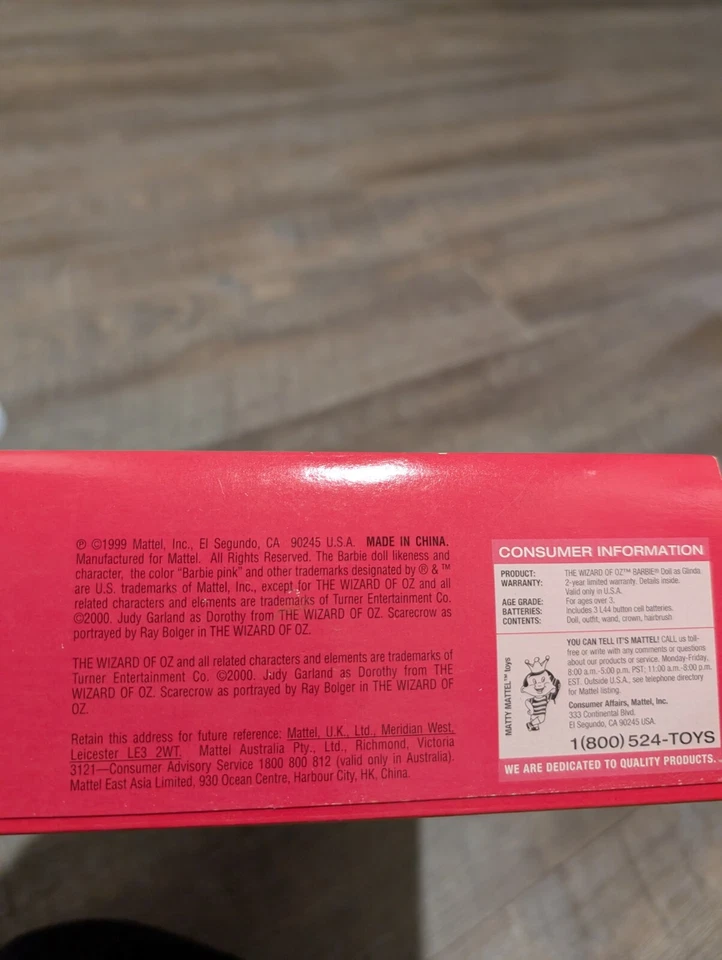 ℗ ©1999 Mattel, Inc., El Segundo, CA 90245 U.S.A. MADE IN CHINA.
Manufactured for Mattel. All Rights Reserved. The Barbie doll likeness and
character, the color "Barbie pink" and other trademarks designated by ® & ™
are U.S. trademarks of Mattel, Inc., except for THE WIZARD OF OZ and all
related characters and elements are trademarks of Turner Entertainment Co.
©2000. Judy Garland as Dorothy from THE WIZARD OF OZ. Scarecrow as
portrayed by Ray Bolger in THE WIZARD OF OZ.
THE WIZARD OF OZ and all related characters and elements are trademarks of
Turner Entertainment Co. ©2000. Judy Garland as Dorothy from THE
WIZARD OF OZ. Scarecrow as portrayed by Ray Bolger in THE WIZARD OF
OZ.
Retain this address for future reference: Mattel, U.K., Ltd., Meridian West,
Leicester LE3 2WT. Mattel Australia Pty., Ltd., Richmond, Victoria
3121—Consumer Advisory Service 1800 800 812 (valid only in Australia).
Mattel East Asia Limited, 930 Ocean Centre, Harbour City, HK, China.
CONSUMER INFORMATION
PRODUCT: THE WIZARD OF OZ™ BARBIE® Doll as Glinda.
WARRANTY: 2-year limited warranty. Details inside.
Valid only in U.S.A.
AGE GRADE: For ages over 3.
BATTERIES: Includes 3 L44 button cell batteries.
CONTENTS: Doll, outfit, wand, crown, hairbrush
MATTY MATTEL™ toys
YOU CAN TELL IT'S MATTEL! CALL us toll-
free or write with any comments or questions
about our products or service. Monday-Friday,
8:00 a.m.-5:00 p.m. PST; 11:00 a.m.-8:00 p.m.
EST. Outside U.S.A., see telephone directory
for Mattel listing.
Consumer Affairs, Mattel, Inc.
333 Continental Blvd.
El Segundo, CA 90245 USA.
1(800) 524-TOYS
WE ARE DEDICATED TO QUALITY PRODUCTS.